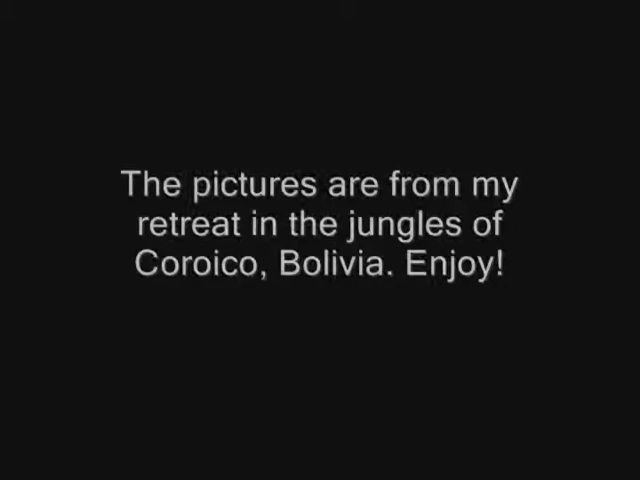 The pictures are from my
retreat in the jungles of
Coroico, Bolivia. Enjoy!